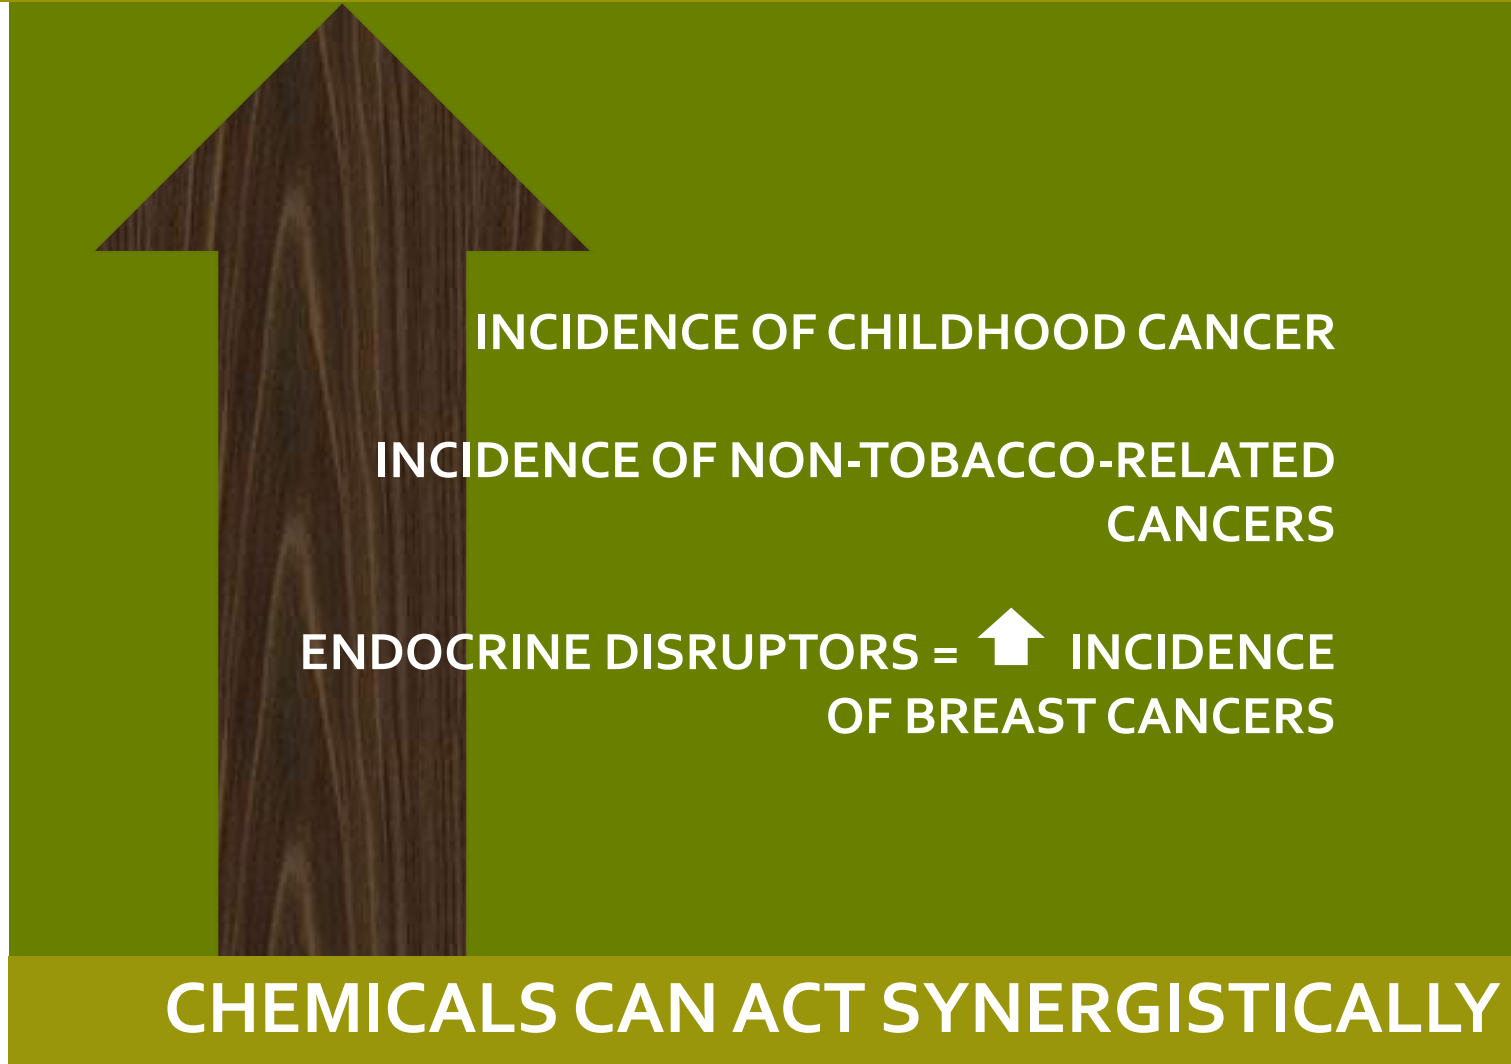 INCIDENCE OF CHILDHOOD CANCER
INCIDENCE OF NON-TOBACCO-RELATED
CANCERS
ENDOCRINE DISRUPTORS = INCIDENCE
OF BREAST CANCERS
CHEMICALS CAN ACT SYNERGISTICALLY